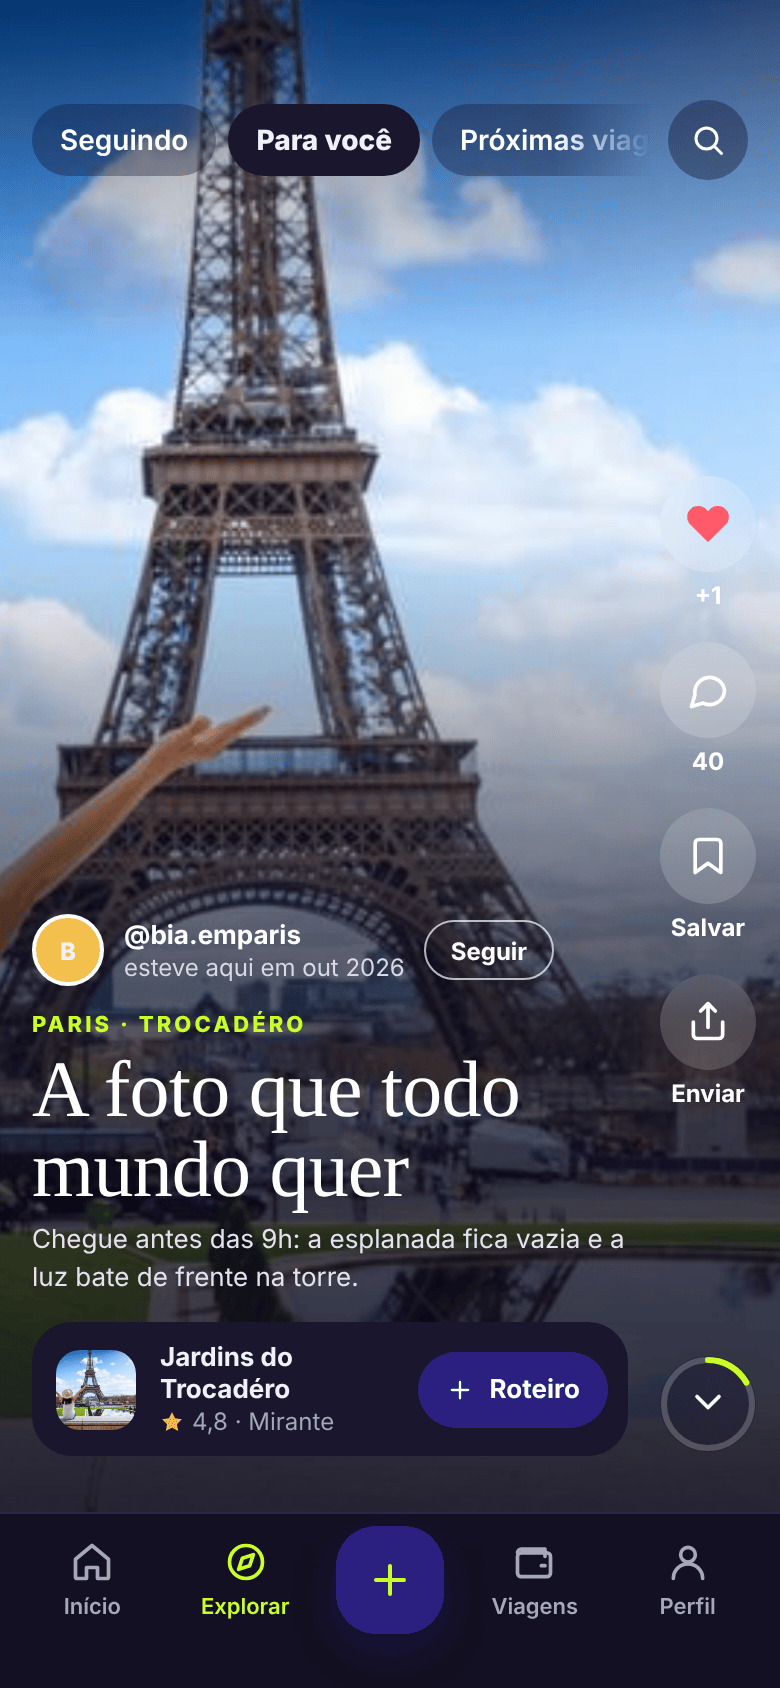 Seguindo
Para você
Próximas viag
+1
40
Salvar
Enviar
B
@bia.emparis
esteve aqui em out 2026
Seguir
PARIS · TROCADÉRO
A foto que todo
mundo quer
Chegue antes das 9h: a esplanada fica vazia e a
luz bate de frente na torre.
Jardins do
Trocadéro
4,8 · Mirante
+ Roteiro
Início
Explorar
+
Viagens
Perfil